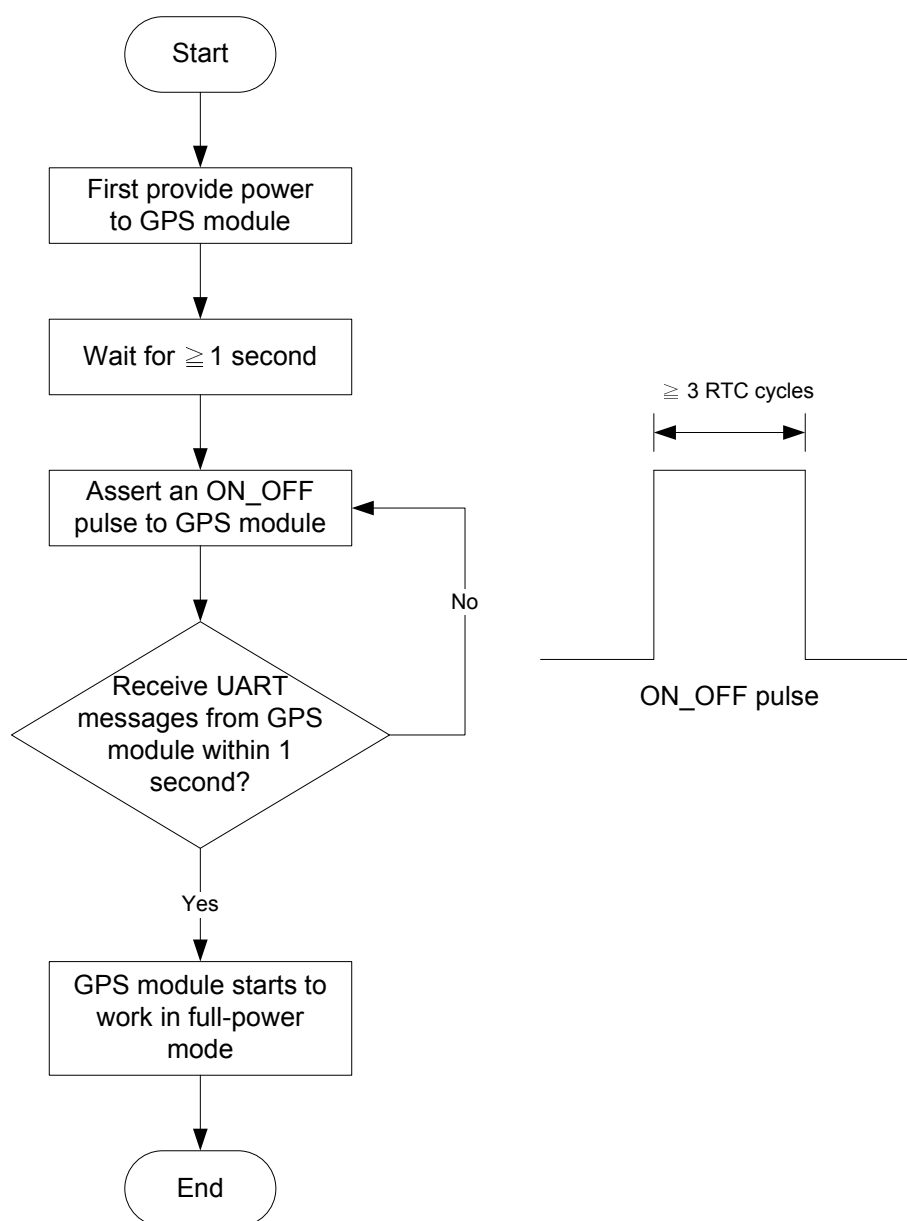 Start
First provide power
to GPS module
Wait for ≧ 1 second
Assert an ON_OFF
pulse to GPS module
Receive UART
messages from GPS
module within 1
second?
No
Yes
GPS module starts to
work in full-power
mode
End
≧ 3 RTC cycles
ON_OFF pulse